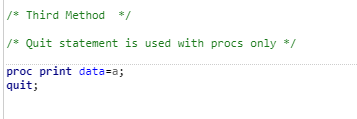 /* Third Method  */
/* Quit statement is used with procs only */
proc print data=a;
quit;